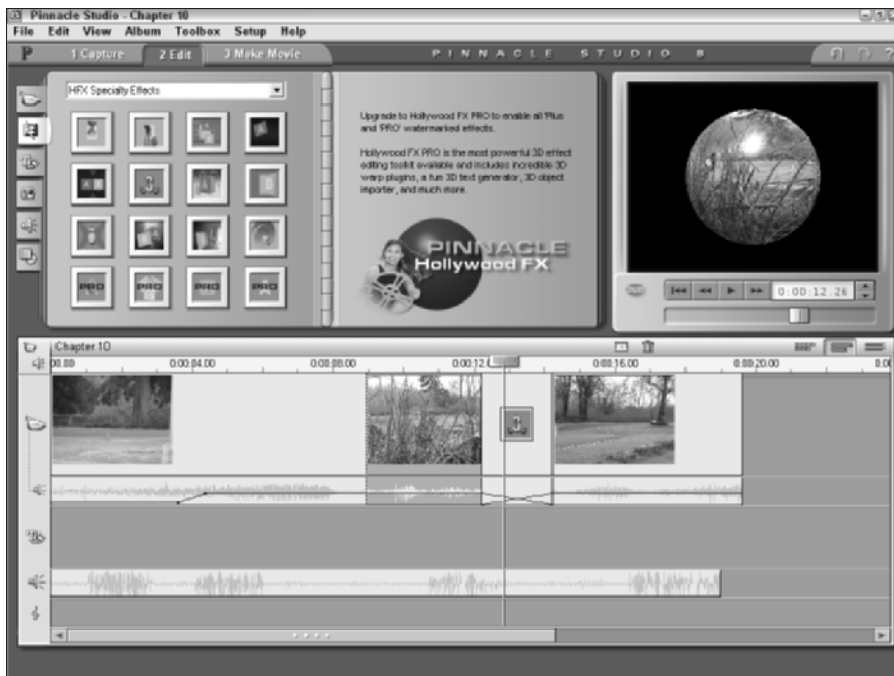 Pinnacle Studio - Chapter 10
File Edit View Album Toolbox Setup Help
1 Capture 2 Edit 3 Make Movie PINNACLE STUDIO 8
HFX Specialty Effects
Upgrade to Hollywood FX PRO to enable all 'Plus
and 'PRO' watermarked effects.
Hollywood FX PRO is the most powerful 3D effect
editing toolkit available and includes incredible 3D
warp plugins, a fun 3D text generator, 3D object
importer, and much more.
PINNACLE
Hollywood FX
PRO PRO PRO PRO
DVD
0:00:12.26
Chapter 10
00.00 0:00:04.00 0:00:08.00 0:00:12. 0:00:16.00 0:00:20.00 0:0